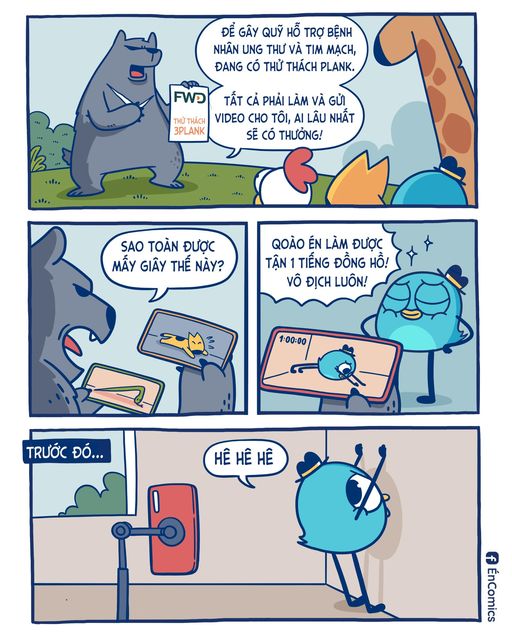 ĐỂ GÂY QUỸ HỖ TRỢ BỆNH
NHÂN UNG THƯ VÀ TIM MẠCH,
ĐANG CÓ THỬ THÁCH PLANK.
TẤT CẢ PHẢI LÀM VÀ GỬI
VIDEO CHO TÔI, AI LÂU NHẤT
SẼ CÓ THƯỞNG!
FWD
THỬ THÁCH
3PLANK
SAO TOÀN ĐƯỢC
MẤY GIÂY THẾ NÀY?
QOÀO ÉN LÀM ĐƯỢC
TẬN 1 TIẾNG ĐỒNG HỒ!
VÔ ĐỊCH LUÔN!
1:00:00
TRƯỚC ĐÓ...
HÊ HÊ HÊ
ÉnComics